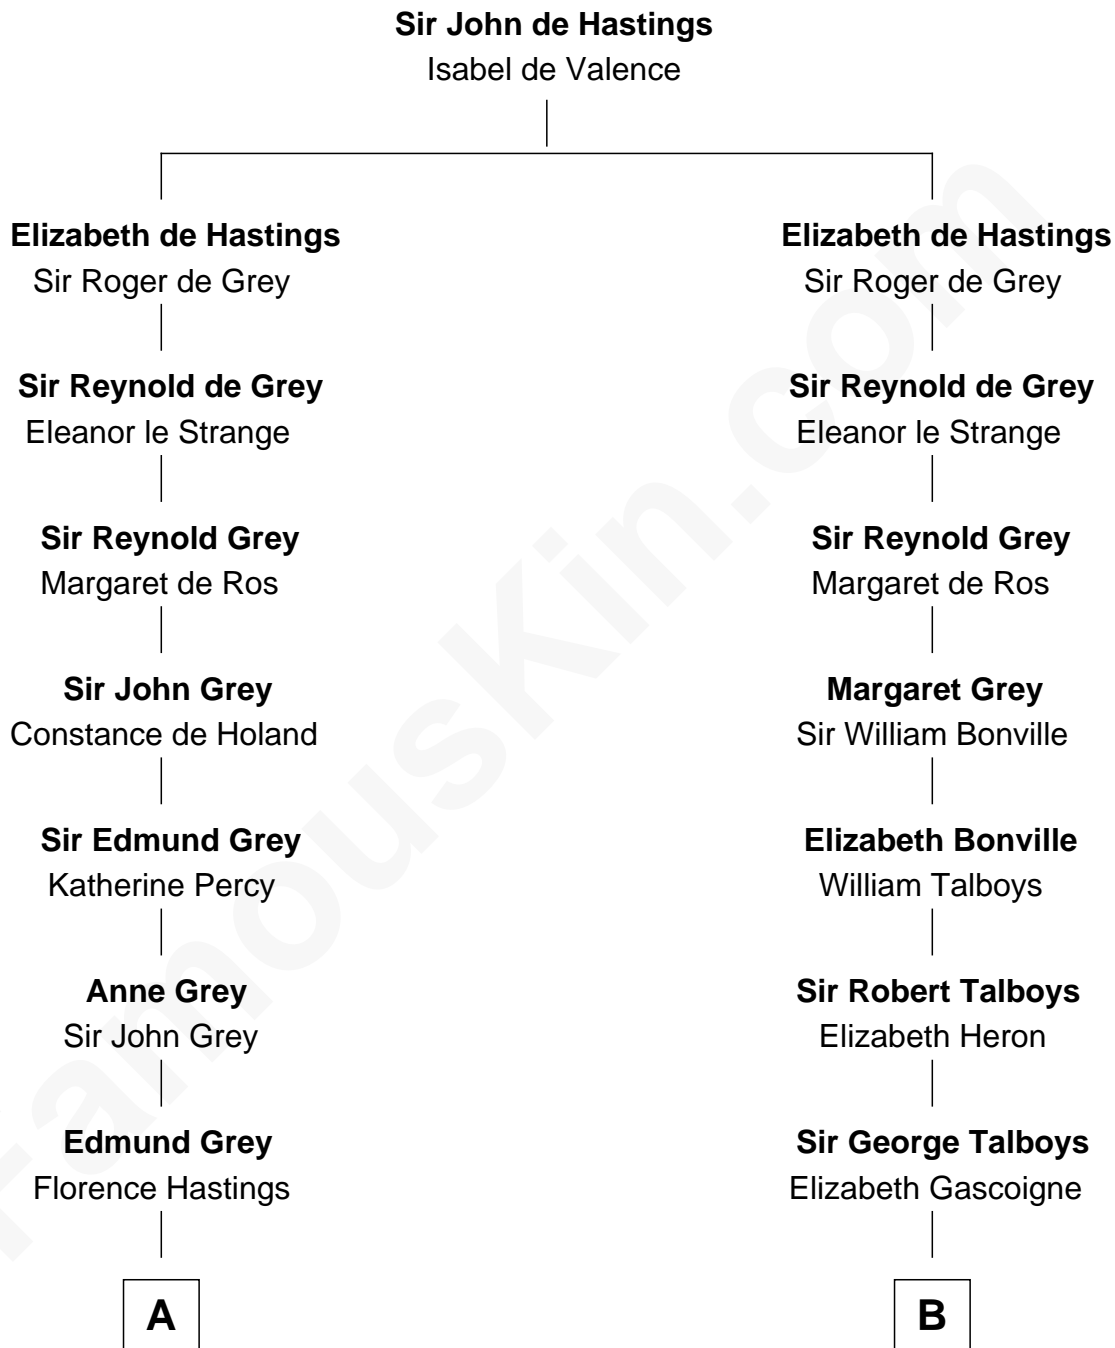 Sir John de Hastings
Isabel de Valence
Elizabeth de Hastings
Sir Roger de Grey
Elizabeth de Hastings
Sir Roger de Grey
Sir Reynold de Grey
Eleanor le Strange
Sir Reynold de Grey
Eleanor le Strange
Sir Reynold Grey
Margaret de Ros
Sir Reynold Grey
Margaret de Ros
Sir John Grey
Constance de Holand
Margaret Grey
Sir William Bonville
Sir Edmund Grey
Katherine Percy
Elizabeth Bonville
William Talboys
Anne Grey
Sir John Grey
Sir Robert Talboys
Elizabeth Heron
Edmund Grey
Florence Hastings
Sir George Talboys
Elizabeth Gascoigne
A
B
FamousKin.com